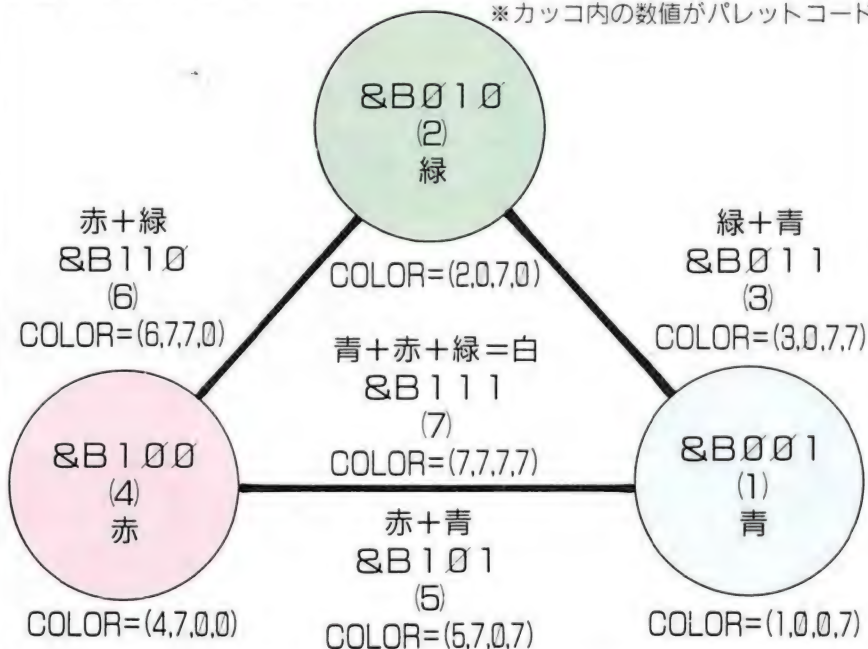 ※カッコ内の数値がパレットコード
&B010
(2)
緑
COLOR=(2,0,7,0)
赤+緑
&B110
(6)
COLOR=(6,7,7,0)
緑+青
&B011
(3)
COLOR=(3,0,7,7)
青+赤+緑=白
&B111
(7)
COLOR=(7,7,7,7)
&B100
(4)
赤
COLOR=(4,7,0,0)
赤+青
&B101
(5)
COLOR=(5,7,0,7)
&B001
(1)
青
COLOR=(1,0,0,7)